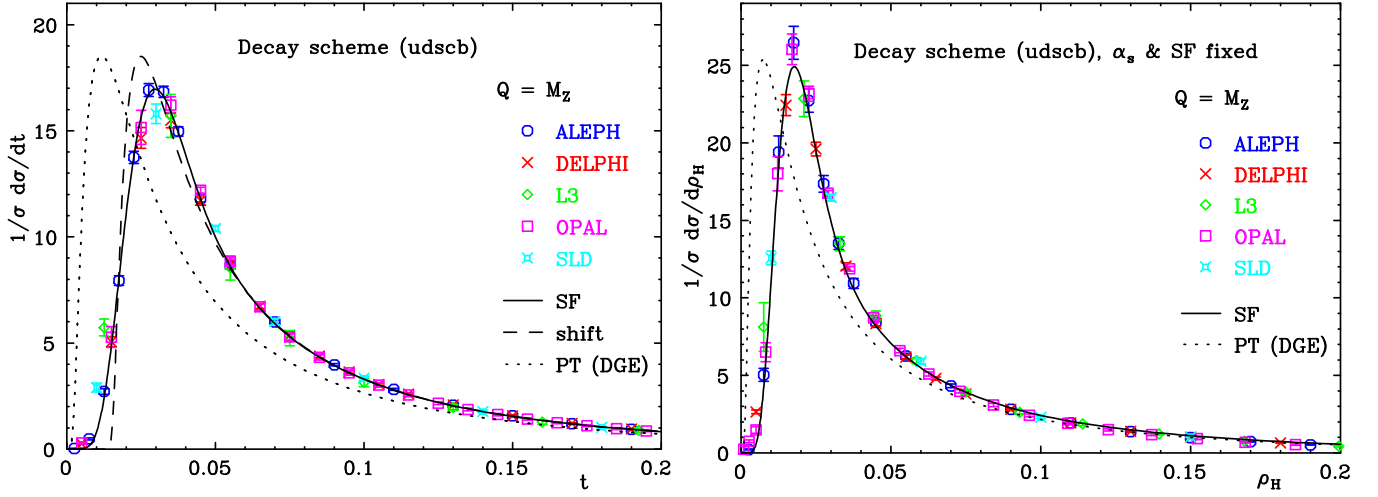 Decay scheme (udscb)
Q = M_Z
ALEPH
DELPHI
L3
OPAL
SLD
SF
shift
PT (DGE)
1/σ dσ/dt
20
15
10
5
0
0
0.05
0.1
0.15
0.2
t
Decay scheme (udscb), α_s & SF fixed
Q = M_Z
ALEPH
DELPHI
L3
OPAL
SLD
SF
PT (DGE)
1/σ dσ/dρ_H
25
20
15
10
5
0
0
0.05
0.1
0.15
0.2
ρ_H